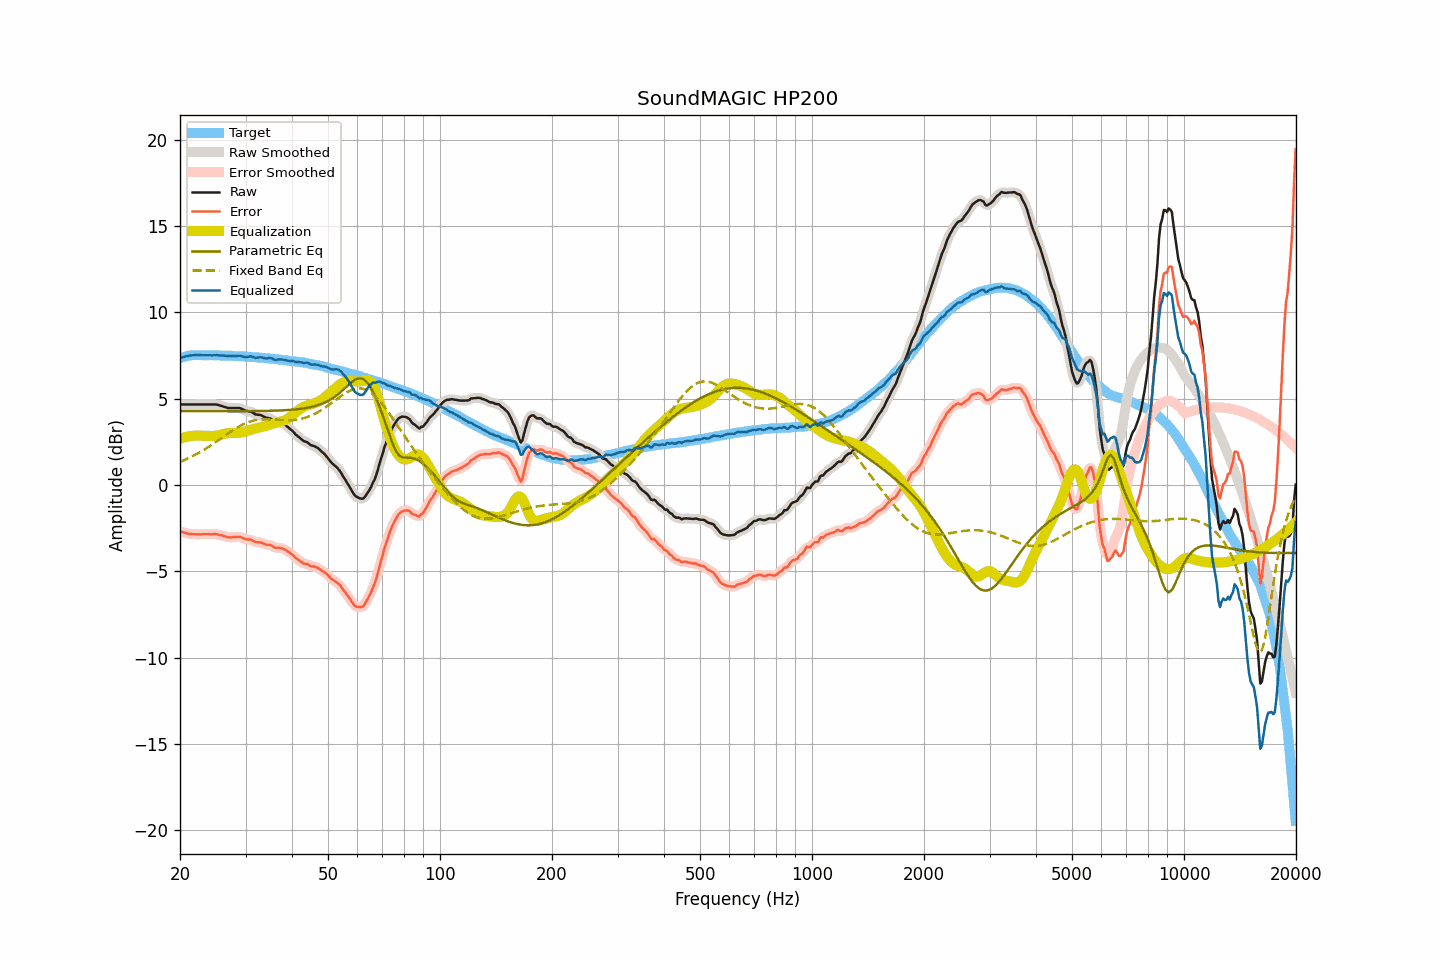 SoundMAGIC HP200
Target
Raw Smoothed
Error Smoothed
Raw
Error
Equalization
Parametric Eq
Fixed Band Eq
Equalized
Amplitude (dBr)
20
15
10
5
0
−5
−10
−15
−20
20 50 100 200 500 1000 2000 5000 10000 20000
Frequency (Hz)